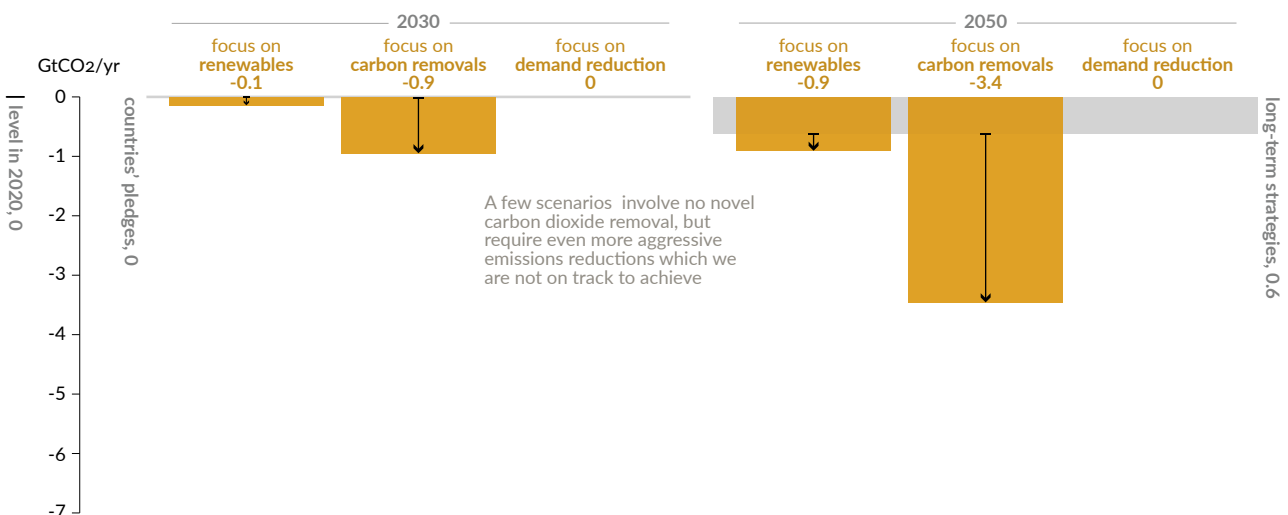 2030
2050
focus on
renewables
-0.1
focus on
carbon removals
-0.9
focus on
demand reduction
0
focus on
renewables
-0.9
focus on
carbon removals
-3.4
focus on
demand reduction
0
GtCO2/yr
0
-1
-2
-3
-4
-5
-6
-7
level in 2020, 0
countries' pledges, 0
A few scenarios  involve no novel
carbon dioxide removal, but
require even more aggressive
emissions reductions which we
are not on track to achieve
long-term strategies, 0.6